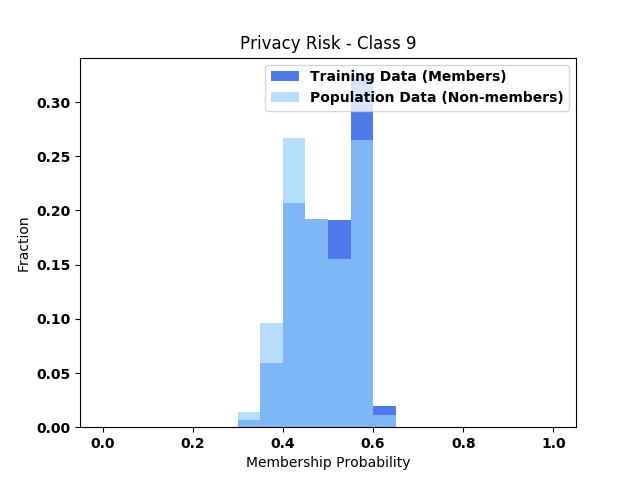 Privacy Risk - Class 9
Training Data (Members)
Population Data (Non-members)
Fraction
0.30
0.25
0.20
0.15
0.10
0.05
0.00
0.0 0.2 0.4 0.6 0.8 1.0
Membership Probability